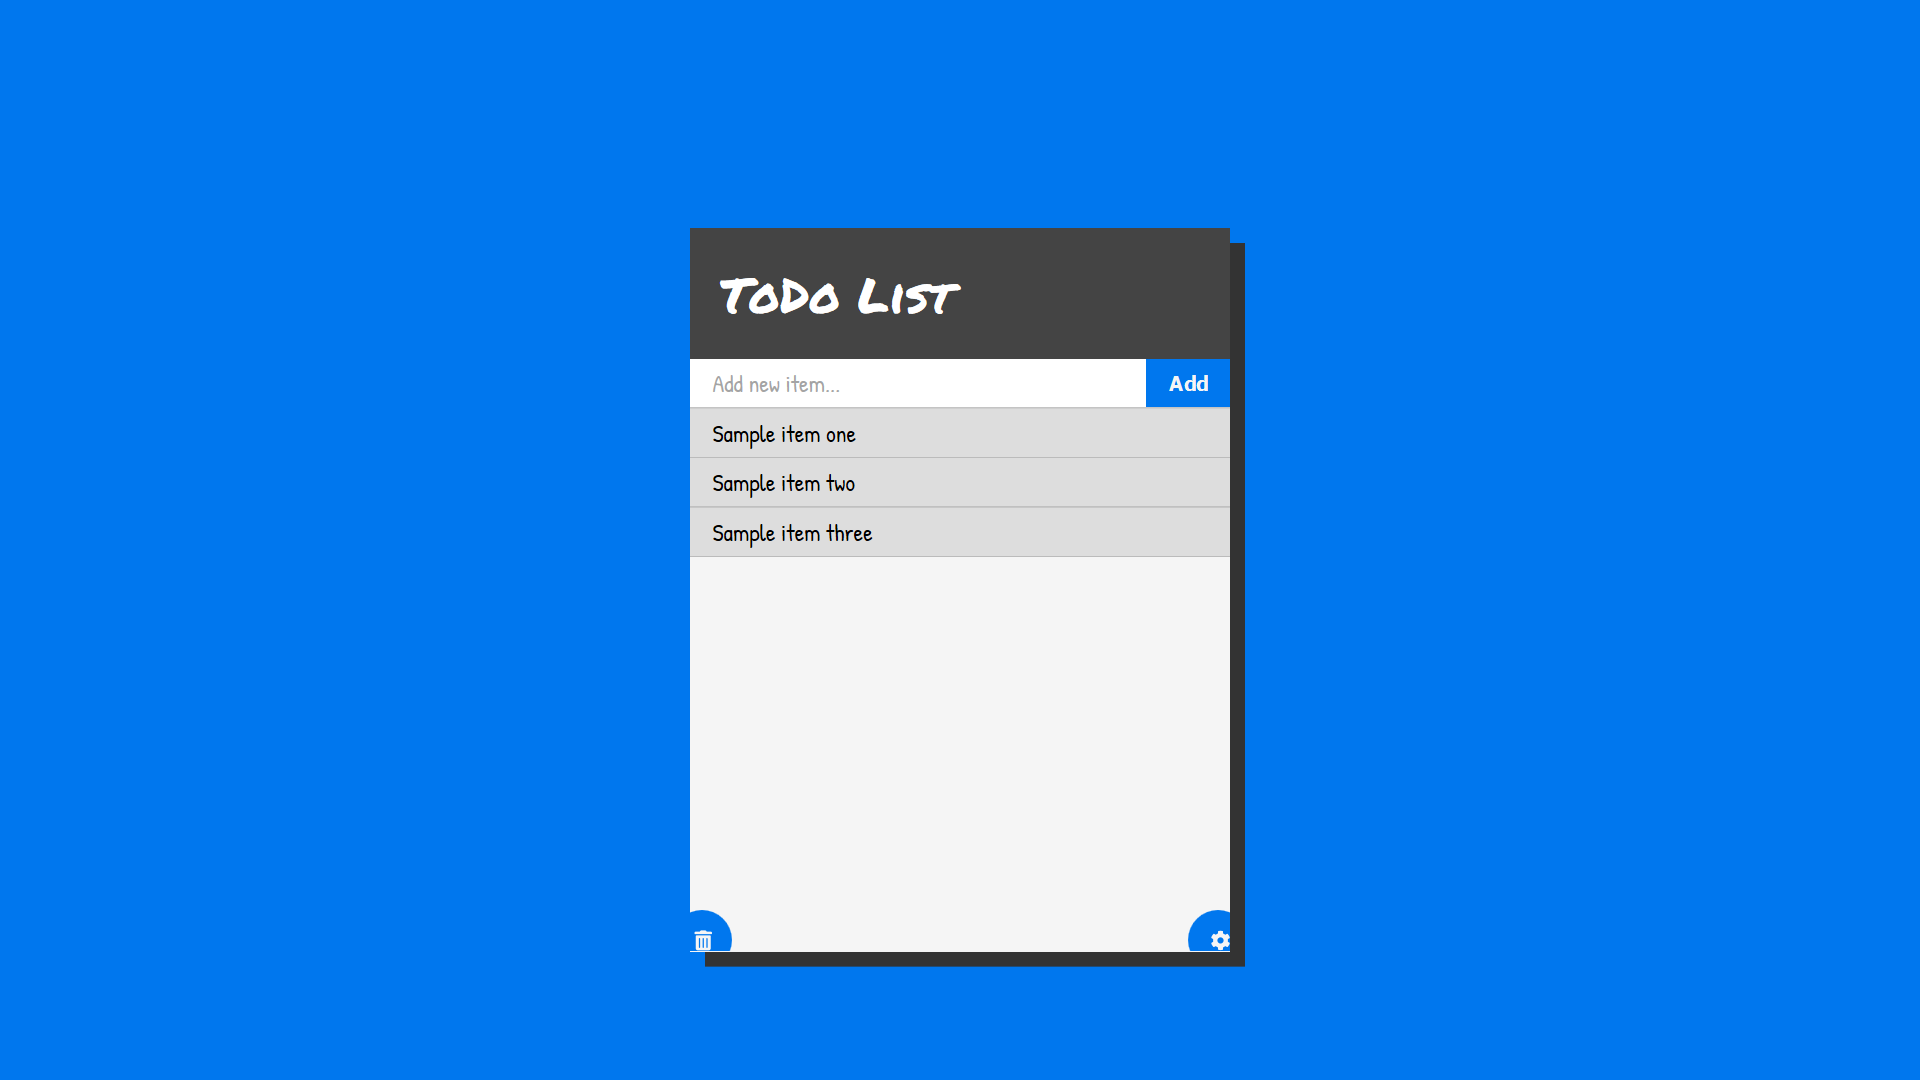 ToDo List
Add new item...
Add
Sample item one
Sample item two
Sample item three